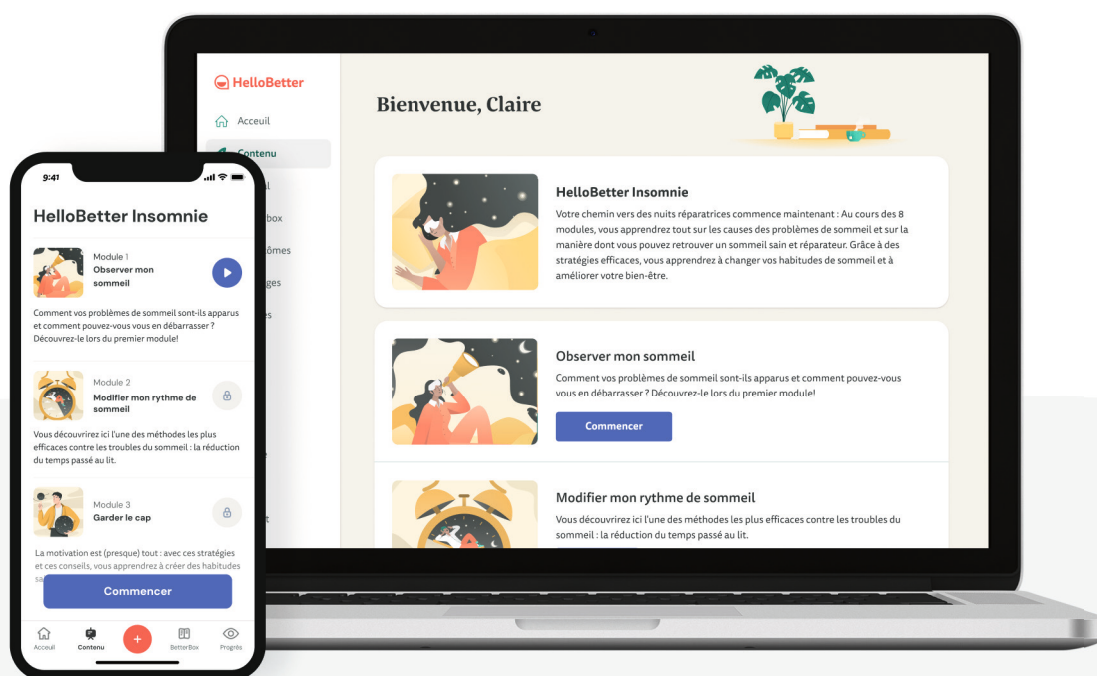 9:41
HelloBetter Insomnie
Module 1
Observer mon
sommeil
Comment vos problèmes de sommeil sont-ils apparus
et comment pouvez-vous vous en débarrasser ?
Découvrez-le lors du premier module!
Module 2
Modifier mon rythme de
sommeil
Vous découvrirez ici l'une des méthodes les plus
efficaces contre les troubles du sommeil : la réduction
du temps passé au lit.
Module 3
Garder le cap
La motivation est (presque) tout : avec ces stratégies
et ces conseils, vous apprendrez à créer des habitudes
Commencer
Acceuil Contenu + BetterBox Progrès
HelloBetter
Acceuil
Contenu
box
ômes
ges
Bienvenue, Claire
HelloBetter Insomnie
Votre chemin vers des nuits réparatrices commence maintenant : Au cours des 8
modules, vous apprendrez tout sur les causes des problèmes de sommeil et sur la
manière dont vous pouvez retrouver un sommeil sain et réparateur. Grâce à des
stratégies efficaces, vous apprendrez à changer vos habitudes de sommeil et à
améliorer votre bien-être.
Observer mon sommeil
Comment vos problèmes de sommeil sont-ils apparus et comment pouvez-vous
vous en débarrasser ? Découvrez-le lors du premier module!
Commencer
Modifier mon rythme de sommeil
Vous découvrirez ici l'une des méthodes les plus efficaces contre les troubles du
sommeil : la réduction du temps passé au lit.